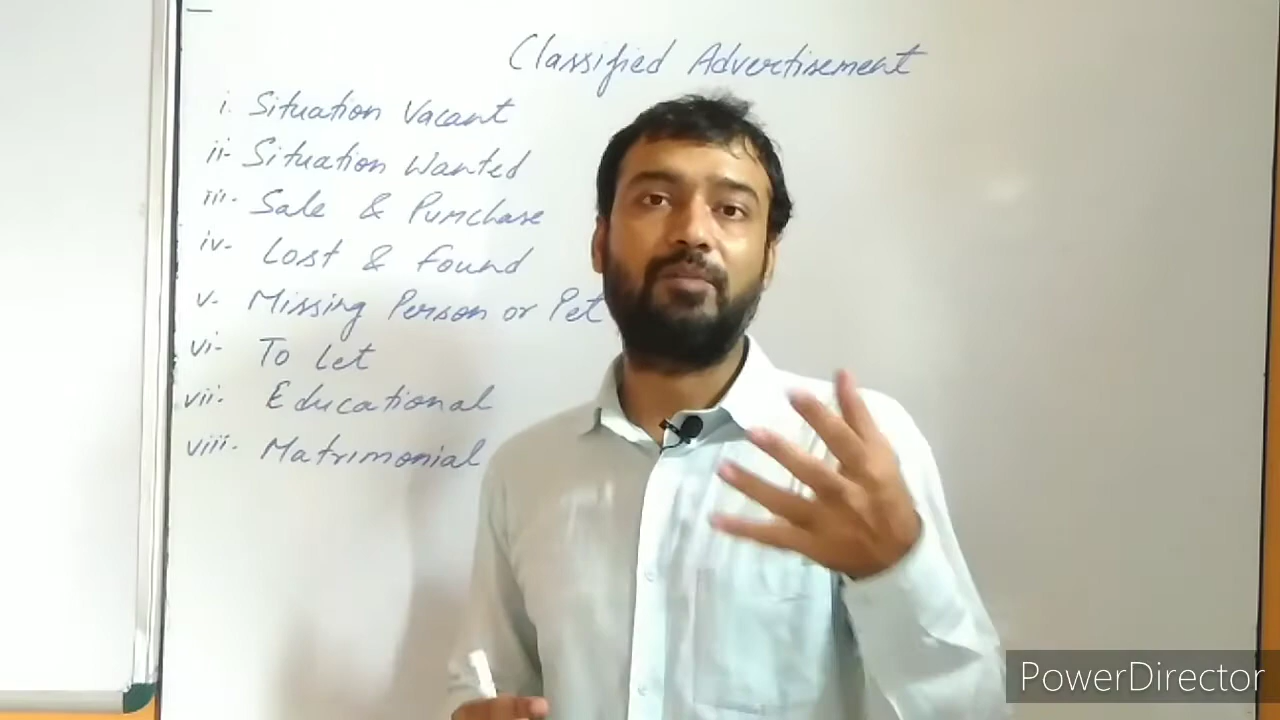 Classified Advertisement
i. Situation Vacant
ii- Situation Wanted
iii- Sale & Purchase
iv- Lost & Found
v- Missing Person or Pet
vi- To Let
vii- Educational
viii- Matrimonial
PowerDirector